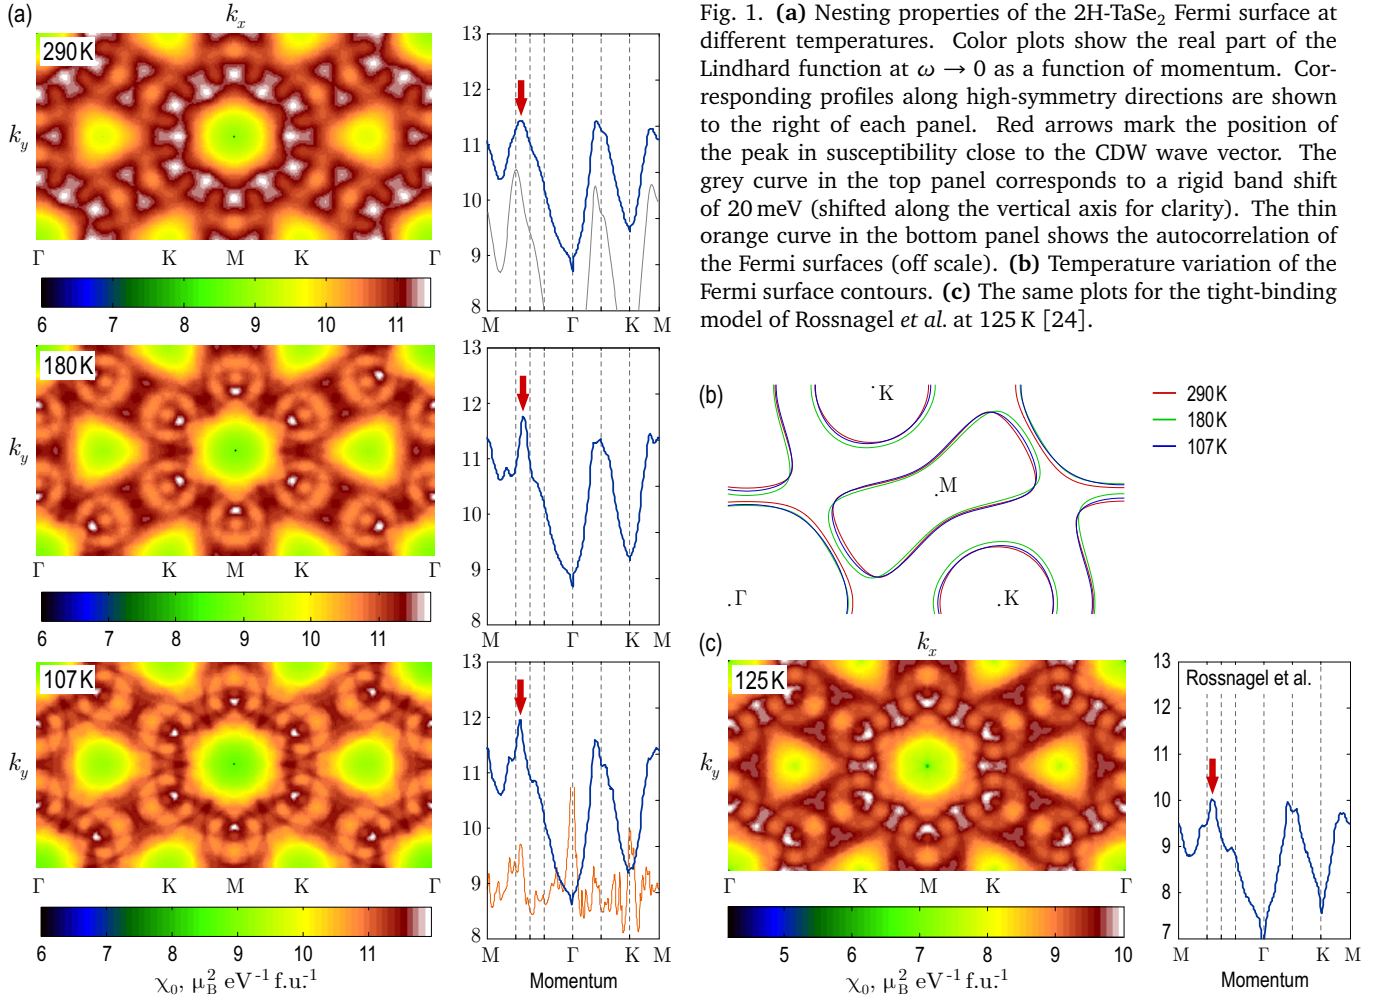 (a)
k_x
290K
k_y
Γ K M K Γ
6 7 8 9 10 11
13
12
11
10
9
8
M Γ K M
180K
k_y
Γ K M K Γ
6 7 8 9 10 11
13
12
11
10
9
8
M Γ K M
107K
k_y
Γ K M K Γ
6 7 8 9 10 11
χ₀, μ_B² eV⁻¹ f.u.⁻¹
13
12
11
10
9
8
M Γ K M
Momentum
Fig. 1. (a) Nesting properties of the 2H-TaSe₂ Fermi surface at
different temperatures. Color plots show the real part of the
Lindhard function at ω → 0 as a function of momentum. Cor-
responding profiles along high-symmetry directions are shown
to the right of each panel. Red arrows mark the position of
the peak in susceptibility close to the CDW wave vector. The
grey curve in the top panel corresponds to a rigid band shift
of 20 meV (shifted along the vertical axis for clarity). The thin
orange curve in the bottom panel shows the autocorrelation of
the Fermi surfaces (off scale). (b) Temperature variation of the
Fermi surface contours. (c) The same plots for the tight-binding
model of Rossnagel et al. at 125 K [24].
(b)
K
M
Γ
K
290K
180K
107K
(c)
k_x
125K
k_y
Γ K M K Γ
5 6 7 8 9 10
χ₀, μ_B² eV⁻¹ f.u.⁻¹
Rossnagel et al.
13
12
11
10
9
8
7
M Γ K M
Momentum